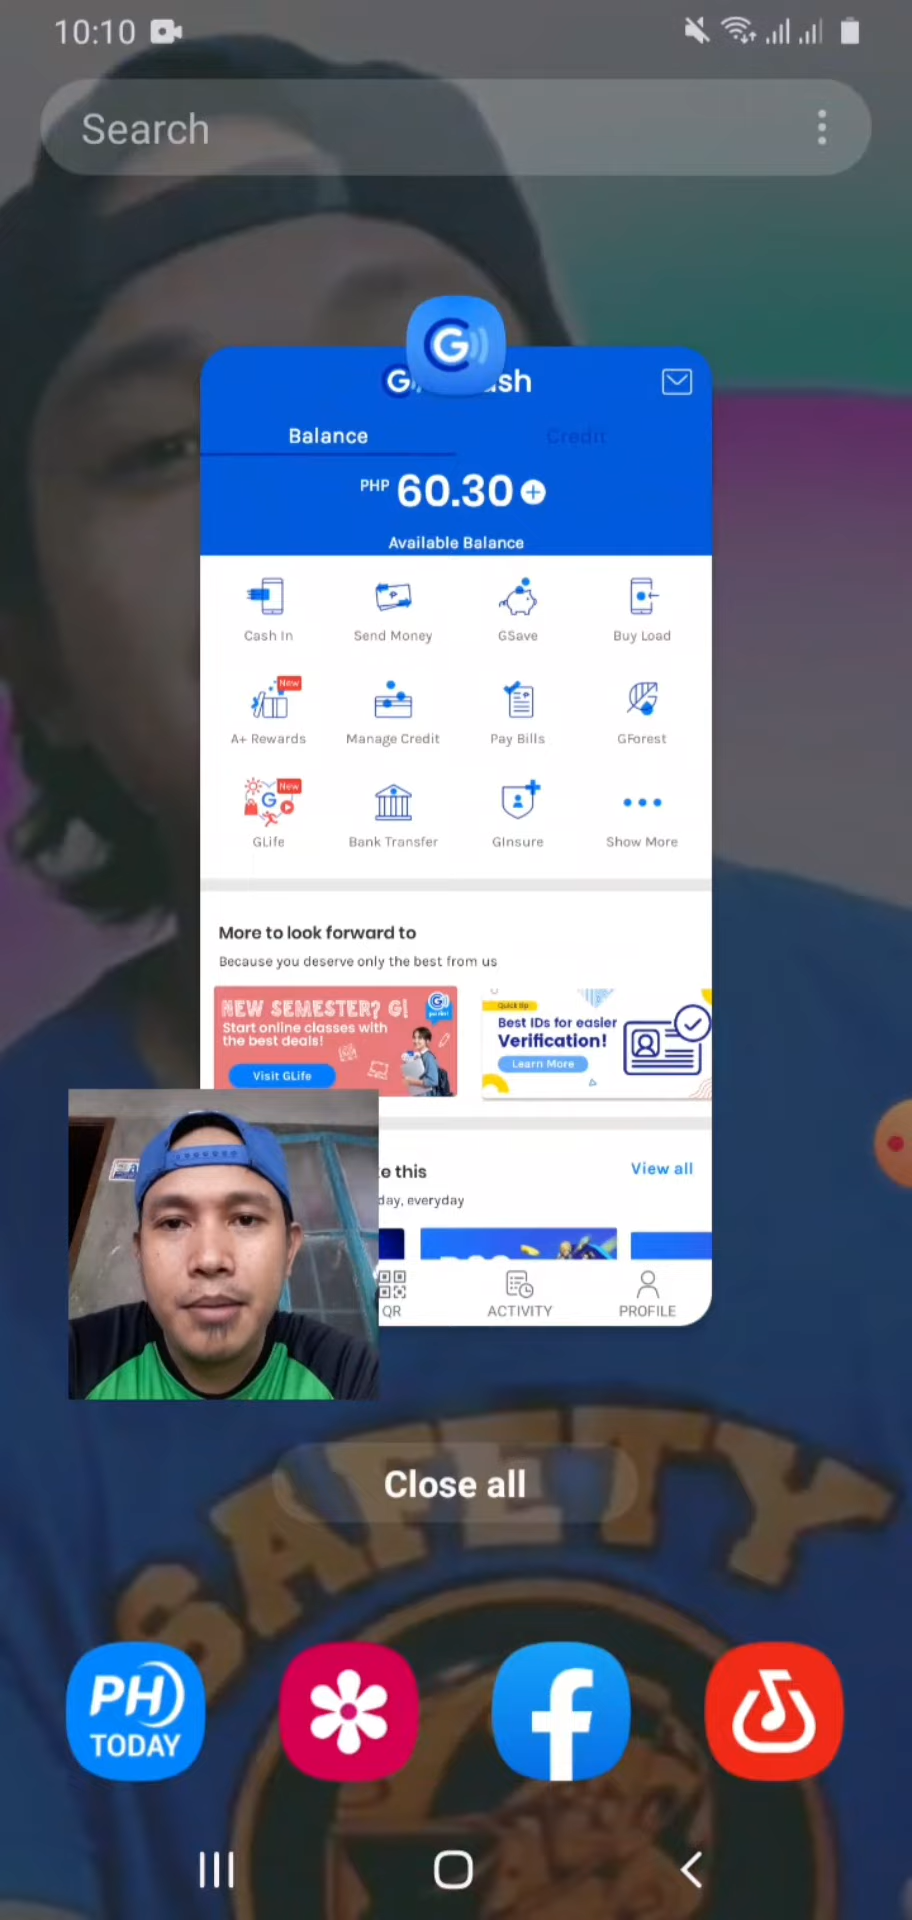 10:10
Search
G
sh
Balance
Credit
PHP 60.30
Available Balance
Cash In
Send Money
GSave
Buy Load
New
A+ Rewards
Manage Credit
Pay Bills
GForest
New
G
GLife
Bank Transfer
GInsure
Show More
More to look forward to
Because you deserve only the best from us
NEW SEMESTER? G!
Start online classes with
the best deals!
Visit GLife
Quick tip
Best IDs for easier
Verification!
Learn More
e this
View all
day, everyday
QR
ACTIVITY
PROFILE
Close all
SAFETY
PH
TODAY